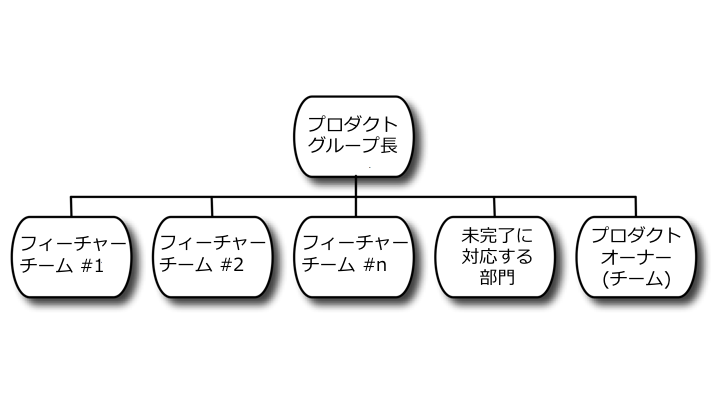 プロダクト
グループ長
フィーチャー
チーム #1
フィーチャー
チーム #2
フィーチャー
チーム #n
未完了に
対応する
部門
プロダクト
オーナー
(チーム)